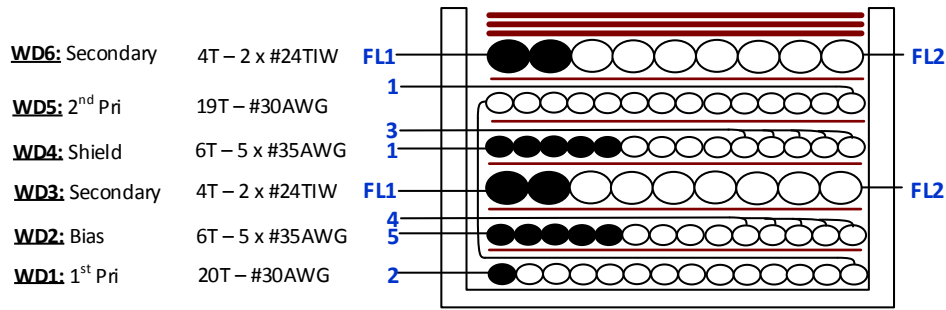 WD6: Secondary 4T – 2 x #24TIW FL1 FL2
1
WD5: 2nd Pri 19T – #30AWG
3
WD4: Shield 6T – 5 x #35AWG 1
WD3: Secondary 4T – 2 x #24TIW FL1 FL2
4
WD2: Bias 6T – 5 x #35AWG 5
WD1: 1st Pri 20T – #30AWG 2